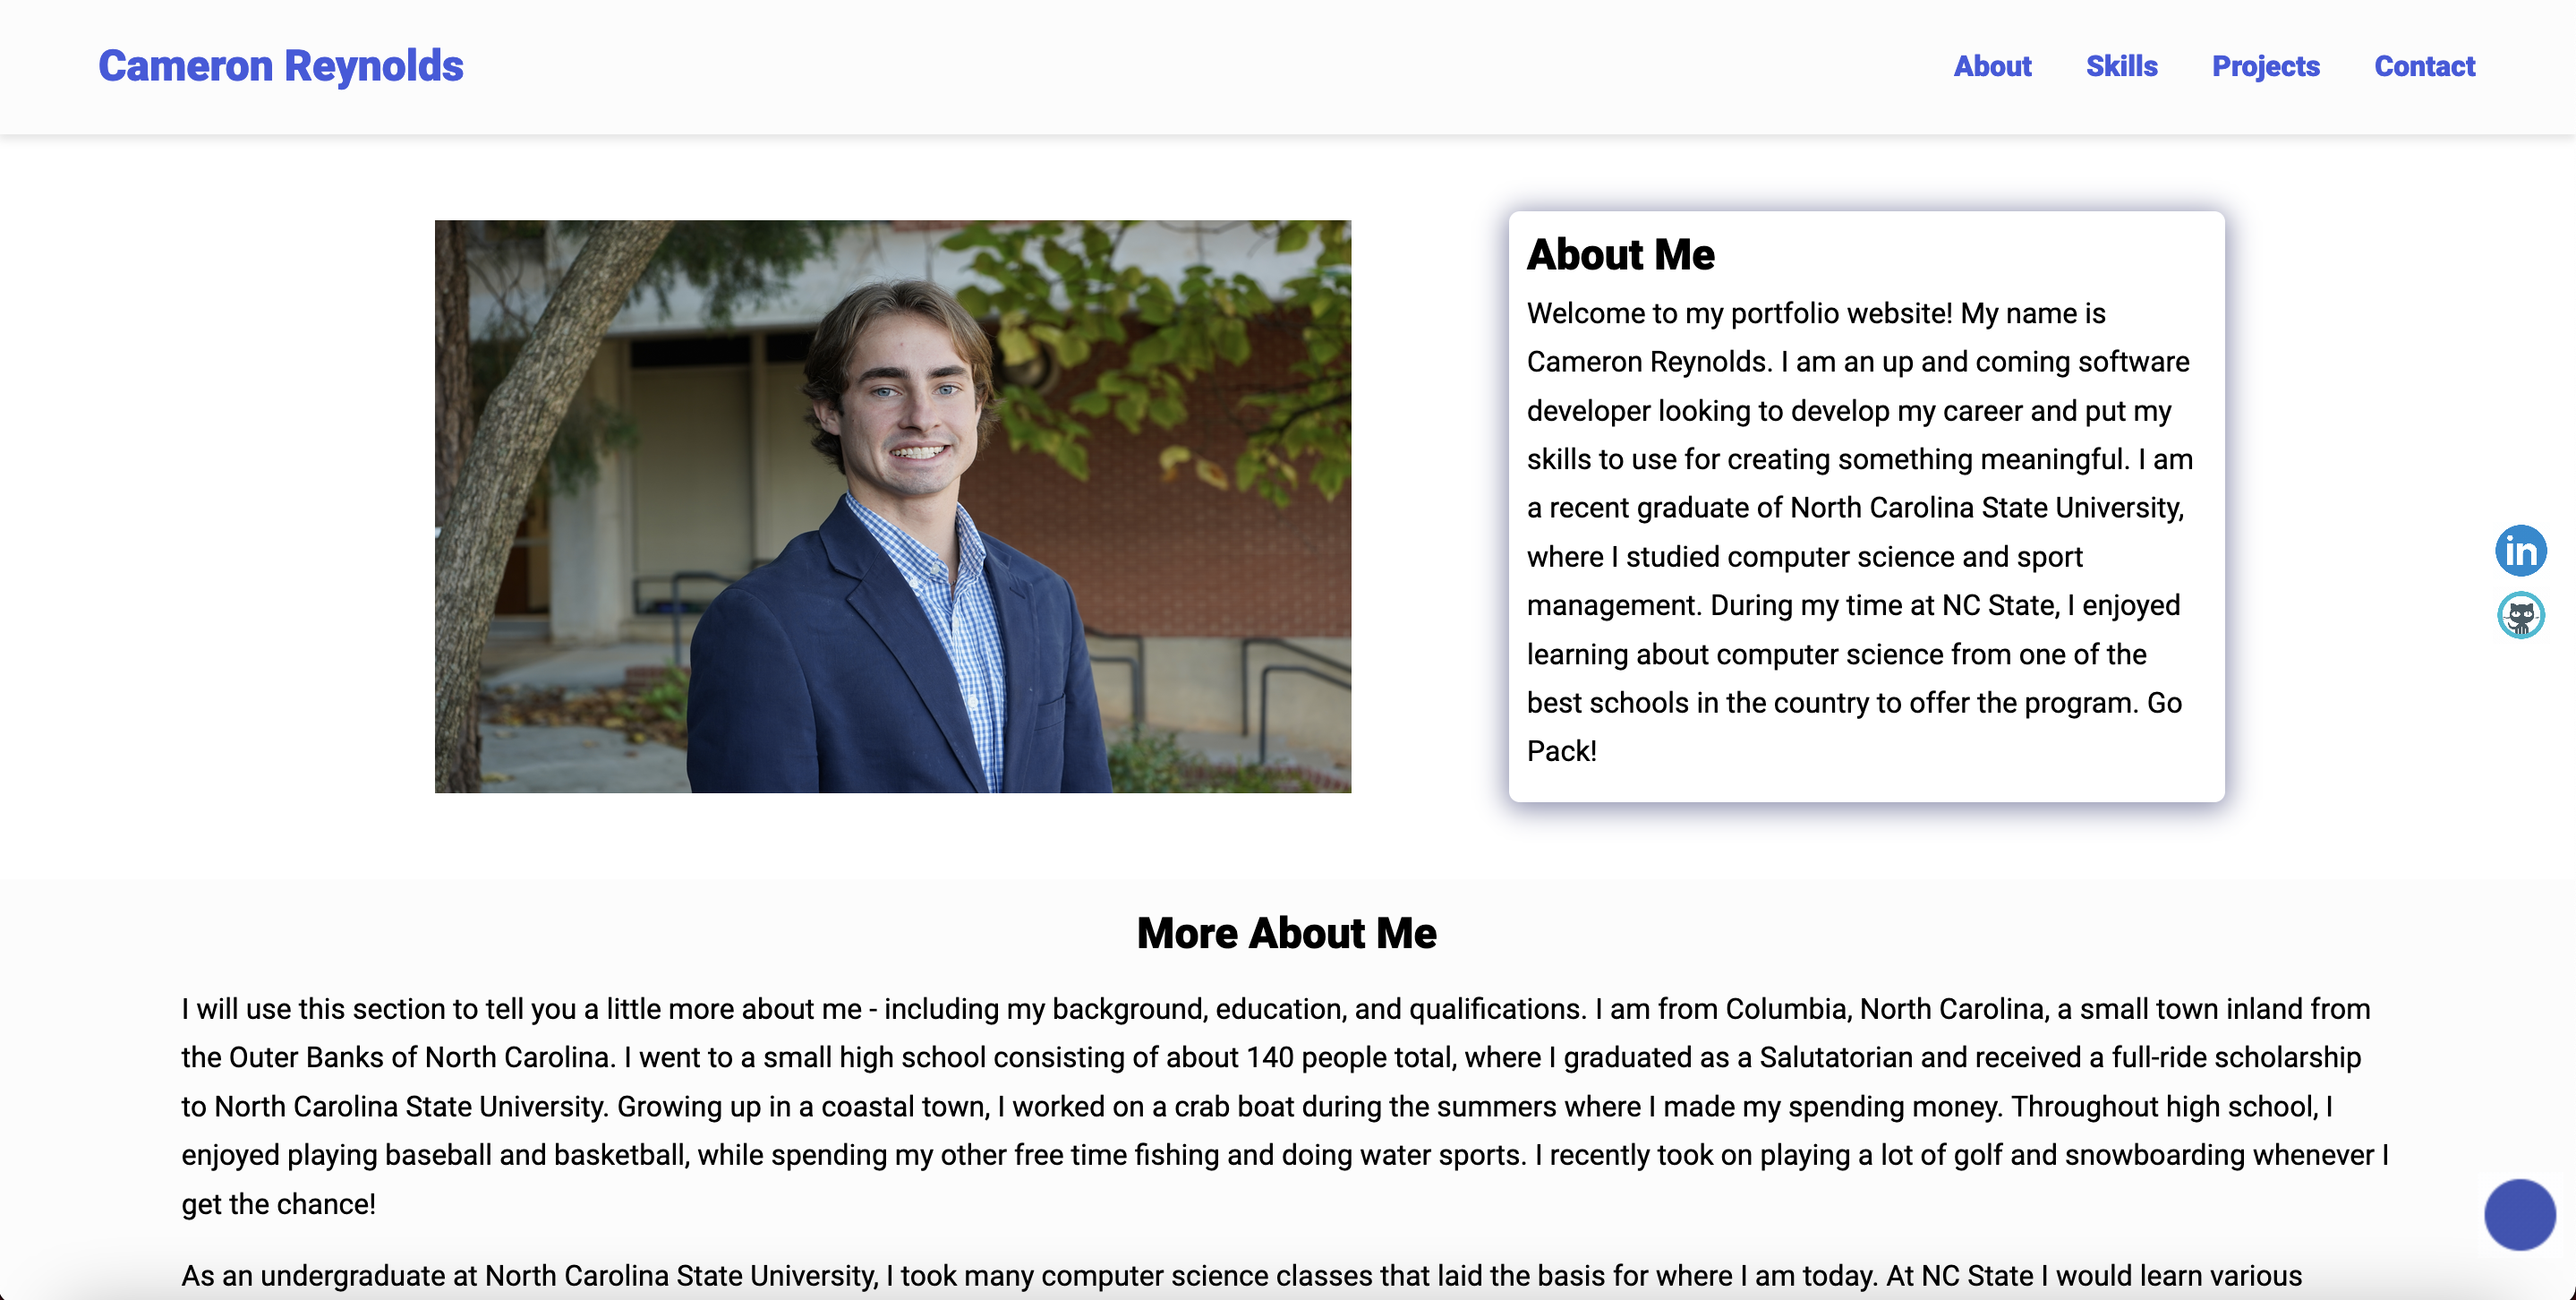 Cameron Reynolds
About Skills Projects Contact
About Me
Welcome to my portfolio website! My name is
Cameron Reynolds. I am an up and coming software
developer looking to develop my career and put my
skills to use for creating something meaningful. I am
a recent graduate of North Carolina State University,
where I studied computer science and sport
management. During my time at NC State, I enjoyed
learning about computer science from one of the
best schools in the country to offer the program. Go
Pack!
in
More About Me
I will use this section to tell you a little more about me - including my background, education, and qualifications. I am from Columbia, North Carolina, a small town inland from
the Outer Banks of North Carolina. I went to a small high school consisting of about 140 people total, where I graduated as a Salutatorian and received a full-ride scholarship
to North Carolina State University. Growing up in a coastal town, I worked on a crab boat during the summers where I made my spending money. Throughout high school, I
enjoyed playing baseball and basketball, while spending my other free time fishing and doing water sports. I recently took on playing a lot of golf and snowboarding whenever I
get the chance!
As an undergraduate at North Carolina State University, I took many computer science classes that laid the basis for where I am today. At NC State I would learn various